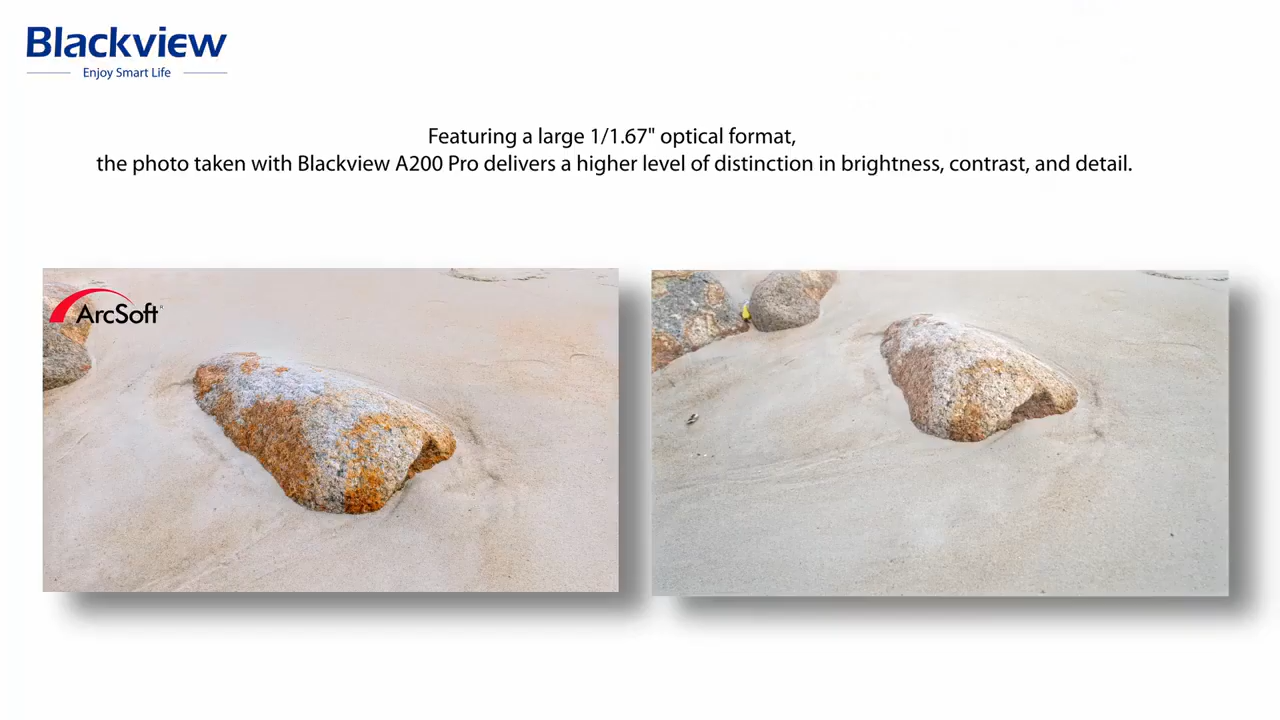 Blackview
Enjoy Smart Life
Featuring a large 1/1.67" optical format,
the photo taken with Blackview A200 Pro delivers a higher level of distinction in brightness, contrast, and detail.
ArcSoft